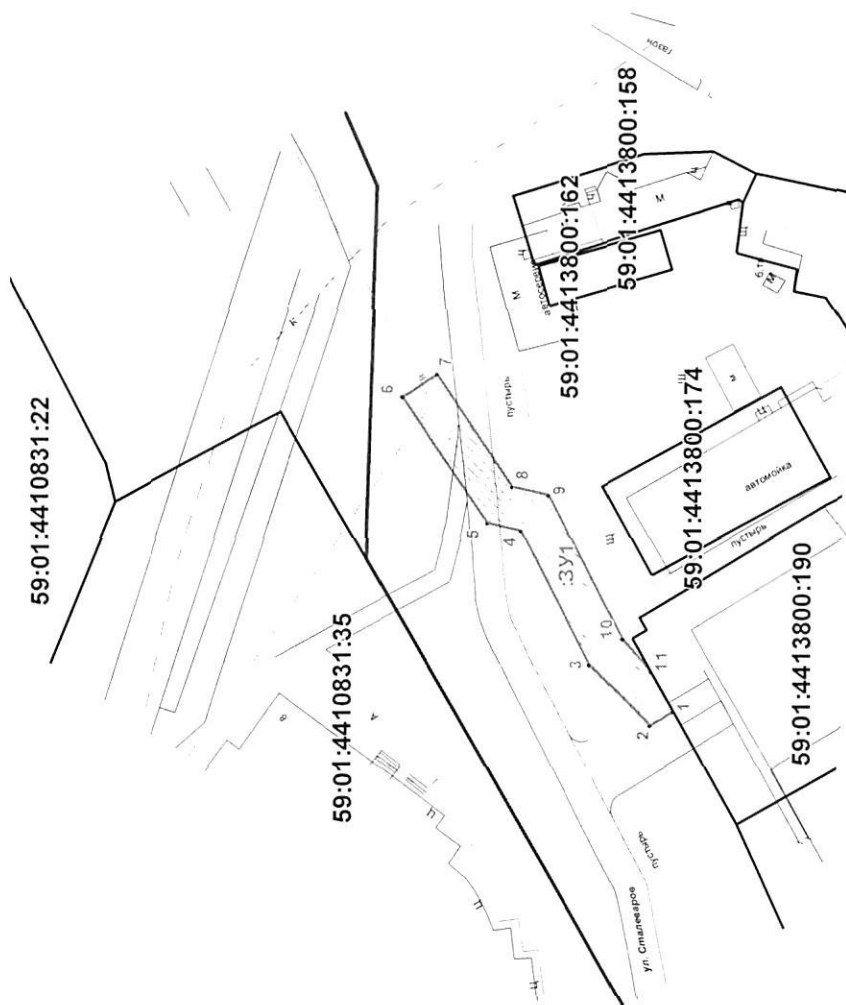 59:01:4410831:22
59:01:4410831:35
газон
59:01:4413800:158
59:01:4413800:162
Ч
Ч
Ч
М
М
Щ
М
6
7
пустырь
5
4
8
9
:ЗУ1
3
10
11
2
1
Щ
Щ
м
59:01:4413800:174
автомойка
пустырь
59:01:4413800:190
Ц
Ц
Ц
Ц
А
пустырь
ул. Сталеваров